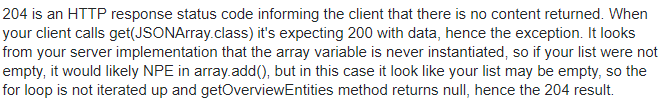 204 is an HTTP response status code informing the client that there is no content returned. When
your client calls get(JSONArray.class) it's expecting 200 with data, hence the exception. It looks
from your server implementation that the array variable is never instantiated, so if your list were not
empty, it would likely NPE in array.add(), but in this case it look like your list may be empty, so the
for loop is not iterated up and getOverviewEntities method returns null, hence the 204 result.